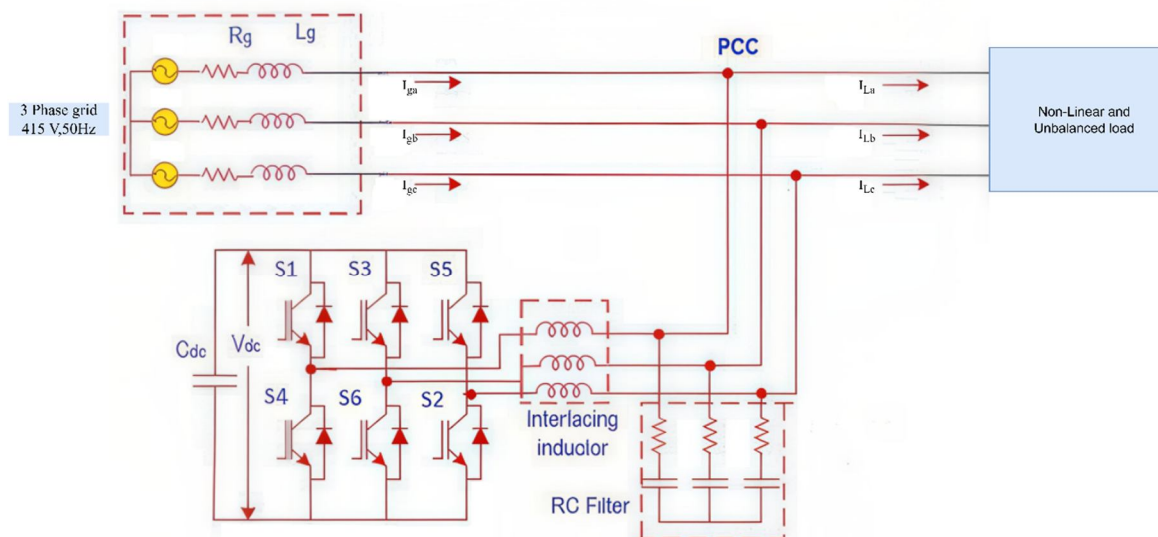 Rg Lg
PCC
3 Phase grid
415 V,50Hz
Iga
ILa
Igb
ILb
Igc
ILc
Non-Linear and
Unbalanced load
S1 S3 S5
Cdc Vdc
S4 S6 S2
Interlacing
inductor
RC Filter